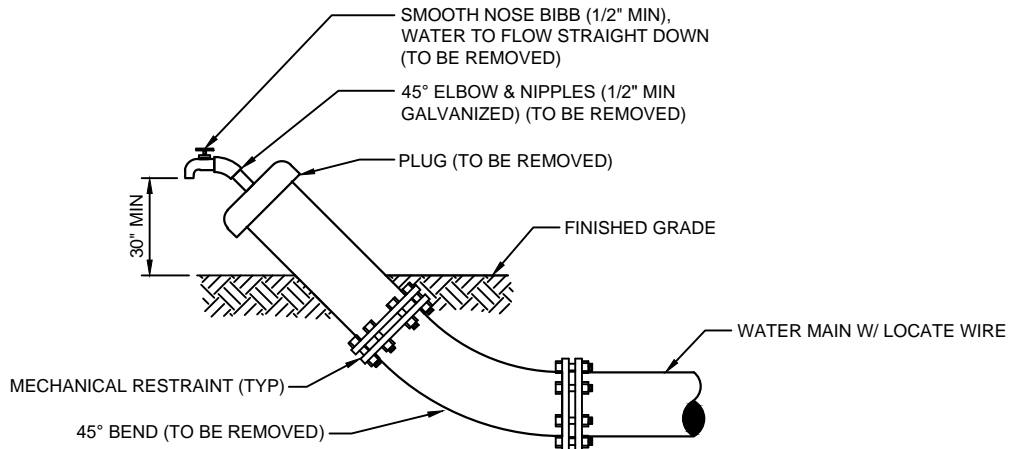 SMOOTH NOSE BIBB (1/2" MIN),
WATER TO FLOW STRAIGHT DOWN
(TO BE REMOVED)
45° ELBOW & NIPPLES (1/2" MIN
GALVANIZED) (TO BE REMOVED)
PLUG (TO BE REMOVED)
30" MIN
FINISHED GRADE
WATER MAIN W/ LOCATE WIRE
MECHANICAL RESTRAINT (TYP)
45° BEND (TO BE REMOVED)